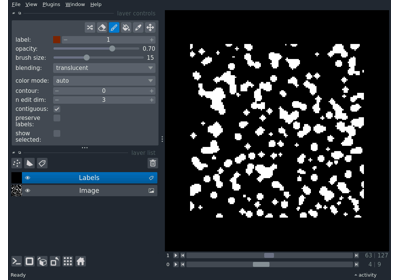 File View Plugins Window Help
layer controls
label: 1
opacity: 0.70
brush size: 15
blending: translucent
color mode: auto
contour: 0
n edit dim: 3
contiguous:
preserve
labels:
show
selected:
layer list
Labels
Image
1 63 127
0 4 9
Ready
activity